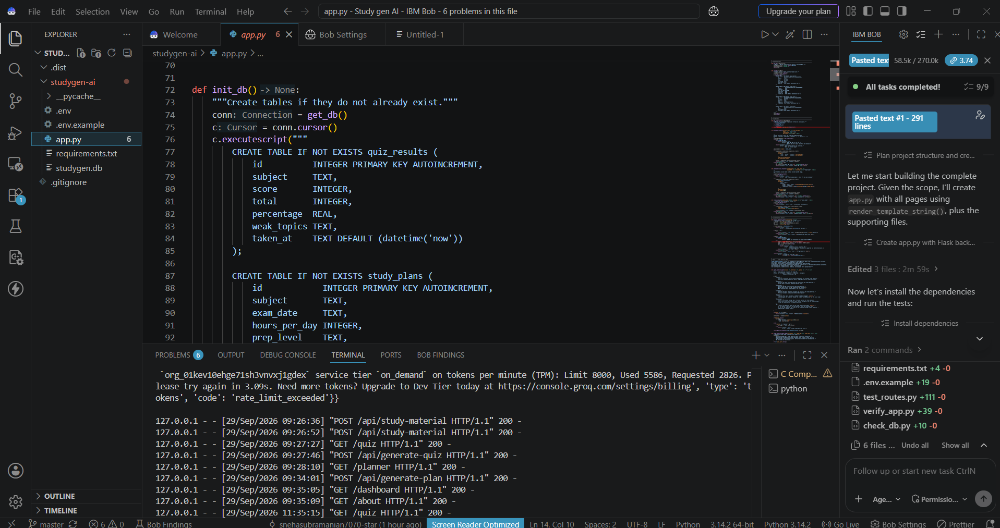 File Edit Selection View Go Run Terminal Help
app.py - Study gen AI - IBM Bob - 6 problems in this file
Upgrade your plan
EXPLORER
STUD...
.dist
studygen-ai
__pycache__
.env
.env.example
app.py 6
requirements.txt
studygen.db
.gitignore
OUTLINE
TIMELINE
1
Welcome
app.py 6
Bob Settings
Untitled-1
studygen-ai > app.py > ...
70
71
72 def init_db() -> None:
73 """Create tables if they do not already exist."""
74 conn: Connection = get_db()
75 c: Cursor = conn.cursor()
76 c.executescript("""
77 CREATE TABLE IF NOT EXISTS quiz_results (
78 id INTEGER PRIMARY KEY AUTOINCREMENT,
79 subject TEXT,
80 score INTEGER,
81 total INTEGER,
82 percentage REAL,
83 weak_topics TEXT,
84 taken_at TEXT DEFAULT (datetime('now'))
85 );
86
87 CREATE TABLE IF NOT EXISTS study_plans (
88 id INTEGER PRIMARY KEY AUTOINCREMENT,
89 subject TEXT,
90 exam_date TEXT,
91 hours_per_day INTEGER,
92 prep_level TEXT,
PROBLEMS 6 OUTPUT DEBUG CONSOLE TERMINAL PORTS BOB FINDINGS
`org_01kev10ehge71sh3vnvxj1gdex` service tier `on_demand` on tokens per minute (TPM): Limit 8000, Used 5586, Requested 2826. P
lease try again in 3.09s. Need more tokens? Upgrade to Dev Tier today at https://console.groq.com/settings/billing', 'type': 't
okens', 'code': 'rate_limit_exceeded'}}
127.0.0.1 - - [29/Sep/2026 09:26:36] "POST /api/study-material HTTP/1.1" 200 -
127.0.0.1 - - [29/Sep/2026 09:26:52] "POST /api/study-material HTTP/1.1" 200 -
127.0.0.1 - - [29/Sep/2026 09:27:27] "GET /quiz HTTP/1.1" 200 -
127.0.0.1 - - [29/Sep/2026 09:27:46] "POST /api/generate-quiz HTTP/1.1" 200 -
127.0.0.1 - - [29/Sep/2026 09:28:10] "GET /planner HTTP/1.1" 200 -
127.0.0.1 - - [29/Sep/2026 09:34:01] "POST /api/generate-plan HTTP/1.1" 200 -
127.0.0.1 - - [29/Sep/2026 09:35:05] "GET /dashboard HTTP/1.1" 200 -
127.0.0.1 - - [29/Sep/2026 09:35:09] "GET /about HTTP/1.1" 200 -
127.0.0.1 - - [29/Sep/2026 11:35:15] "GET /quiz HTTP/1.1" 200 -
C Comp...
python
IBM BOB
Pasted tex 58.5k / 270.0k 3.74
All tasks completed! 9/9
Pasted text #1 - 291
lines
Plan project structure and cre...
Let me start building the complete
project. Given the scope, I'll create
app.py with all pages using
render_template_string(), plus the
supporting files.
Create app.py with Flask back...
Edited 3 files : 2m 59s >
Now let's install the dependencies
and run the tests:
Install dependencies
Ran 2 commands >
requirements.txt +4 -0
.env.example +19 -0
test_routes.py +111 -0
verify_app.py +39 -0
check_db.py +10 -0
6 files ... Undo all Show all
Follow up or start new task CtrlN
Age... Permissio...
master 6 0 Bob Findings snehasubramanian7070-star (1 hour ago) Screen Reader Optimized Ln 14, Col 10 Spaces: 2 UTF-8 LF Python 3.14.2 64-bit Python 3.14.2 Go Live Bob Settings Prettier